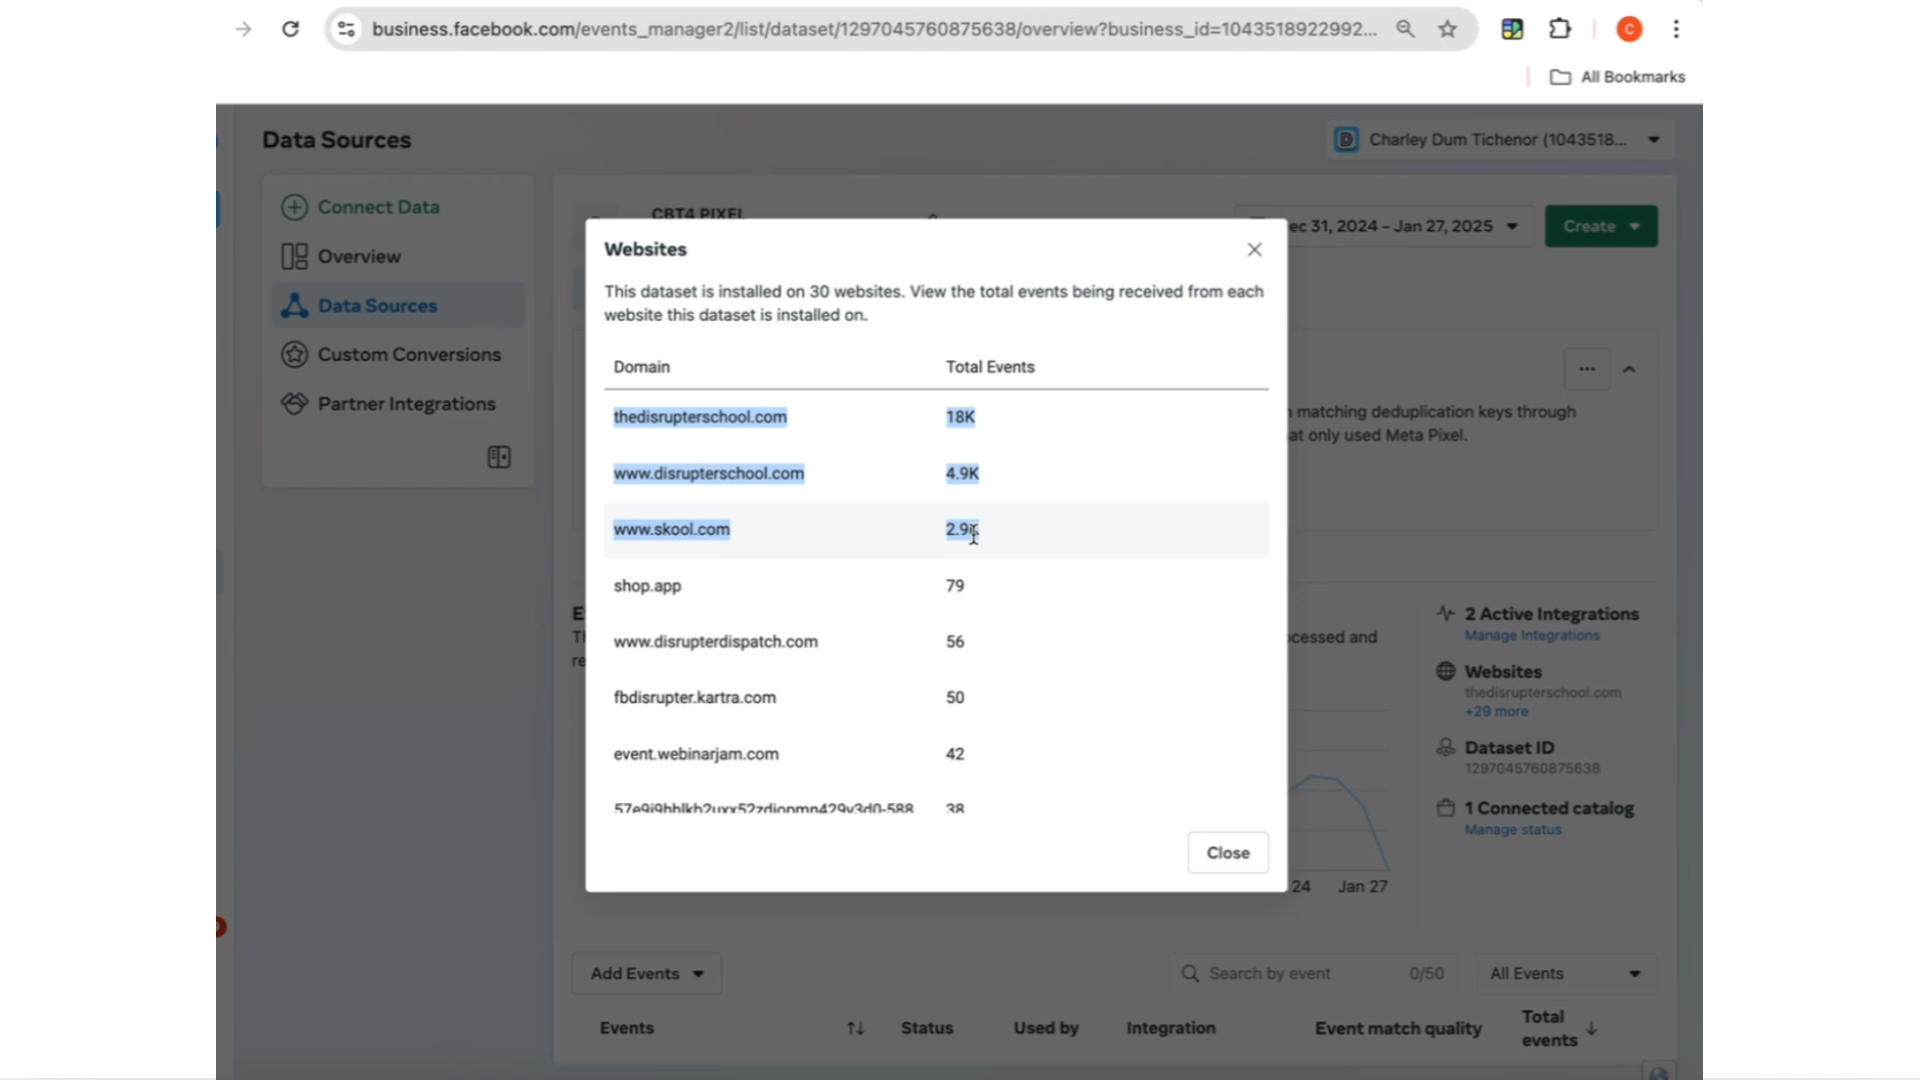 business.facebook.com/events_manager2/list/dataset/1297045760875638/overview?business_id=1043518922992...
C
All Bookmarks
Data Sources
Charley Dum Tichenor (1043518...
Connect Data
Overview
Data Sources
Custom Conversions
Partner Integrations
CBT4 PIXEL
ec 31, 2024 – Jan 27, 2025
Create
Websites
This dataset is installed on 30 websites. View the total events being received from each
website this dataset is installed on.
Domain Total Events
thedisrupterschool.com 18K
www.disrupterschool.com 4.9K
www.skool.com 2.9K
shop.app 79
www.disrupterdispatch.com 56
fbdisrupter.kartra.com 50
event.webinarjam.com 42
38
Close
matching deduplication keys through
at only used Meta Pixel.
ocessed and
2 Active Integrations
Manage Integrations
Websites
thedisrupterschool.com
+29 more
Dataset ID
1297045760875638
1 Connected catalog
Manage status
24 Jan 27
Add Events
Search by event 0/50
All Events
Events Status Used by Integration Event match quality Total
events